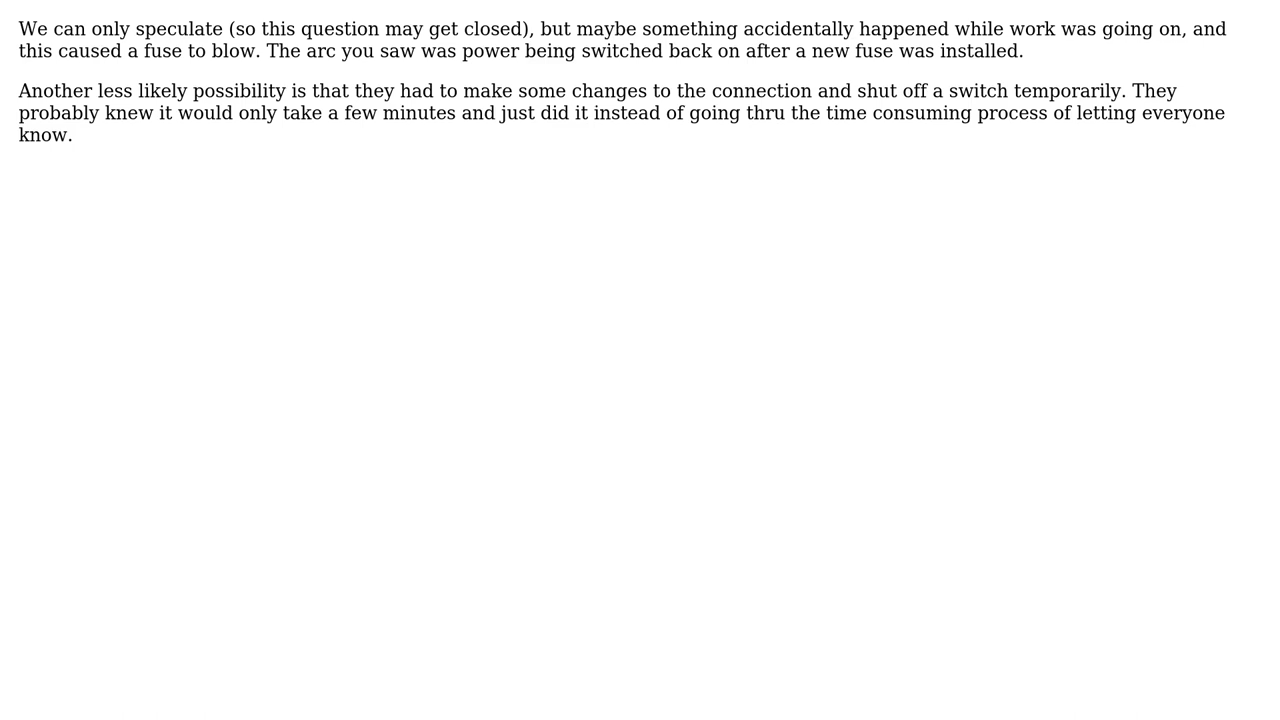 We can only speculate (so this question may get closed), but maybe something accidentally happened while work was going on, and
this caused a fuse to blow. The arc you saw was power being switched back on after a new fuse was installed.
Another less likely possibility is that they had to make some changes to the connection and shut off a switch temporarily. They
probably knew it would only take a few minutes and just did it instead of going thru the time consuming process of letting everyone
know.